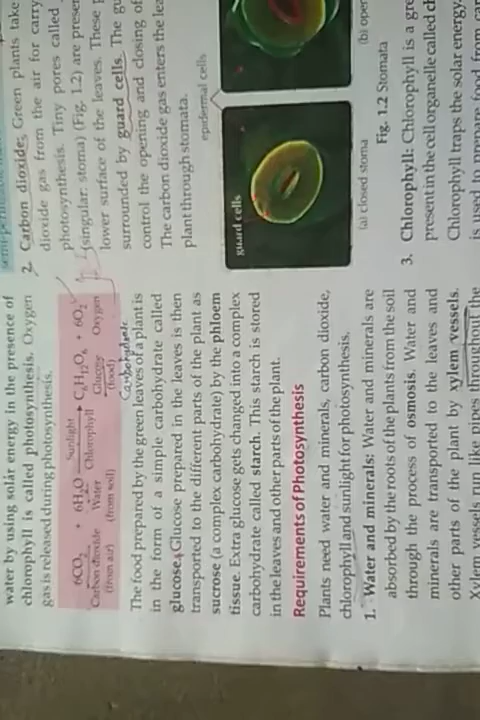 water by using solar energy in the presence of
chlorophyll is called photosynthesis. Oxygen
gas is released during photosynthesis.
6CO2 + 6H2O Sunlight C6H12O6 + 6O2
Carbon dioxide Water Chlorophyll Glucose Oxygen
(from air) (from soil) (food)
Carbohydrate
The food prepared by the green leaves of a plant is
in the form of a simple carbohydrate called
glucose. Glucose prepared in the leaves is then
transported to the different parts of the plant as
sucrose (a complex carbohydrate) by the phloem
tissue. Extra glucose gets changed into a complex
carbohydrate called starch. This starch is stored
in the leaves and other parts of the plant.
Requirements of Photosynthesis
Plants need water and minerals, carbon dioxide,
chlorophyll and sunlight for photosynthesis.
1. Water and minerals: Water and minerals are
absorbed by the roots of the plants from the soil
through the process of osmosis. Water and
minerals are transported to the leaves and
other parts of the plant by xylem vessels.
Xylem vessels run like pipes throughout the
2. Carbon dioxide: Green plants take
dioxide gas from the air for carry
photosynthesis. Tiny pores called
(singular: stoma) (Fig. 1.2) are presen
lower surface of the leaves. These
surrounded by guard cells. The gu
control the opening and closing of
The carbon dioxide gas enters the lea
plant through stomata.
epidermal cells
guard cells
(a) closed stoma (b) open
Fig. 1.2 Stomata
3. Chlorophyll: Chlorophyll is a gre
present in the cell organelle called ch
Chlorophyll traps the solar energy.
is used to prepare food from car